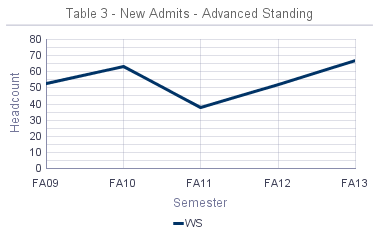 Table 3 - New Admits - Advanced Standing
80
70
60
50
40
30
20
10
0
Headcount
FA09 FA10 FA11 FA12 FA13
Semester
WS